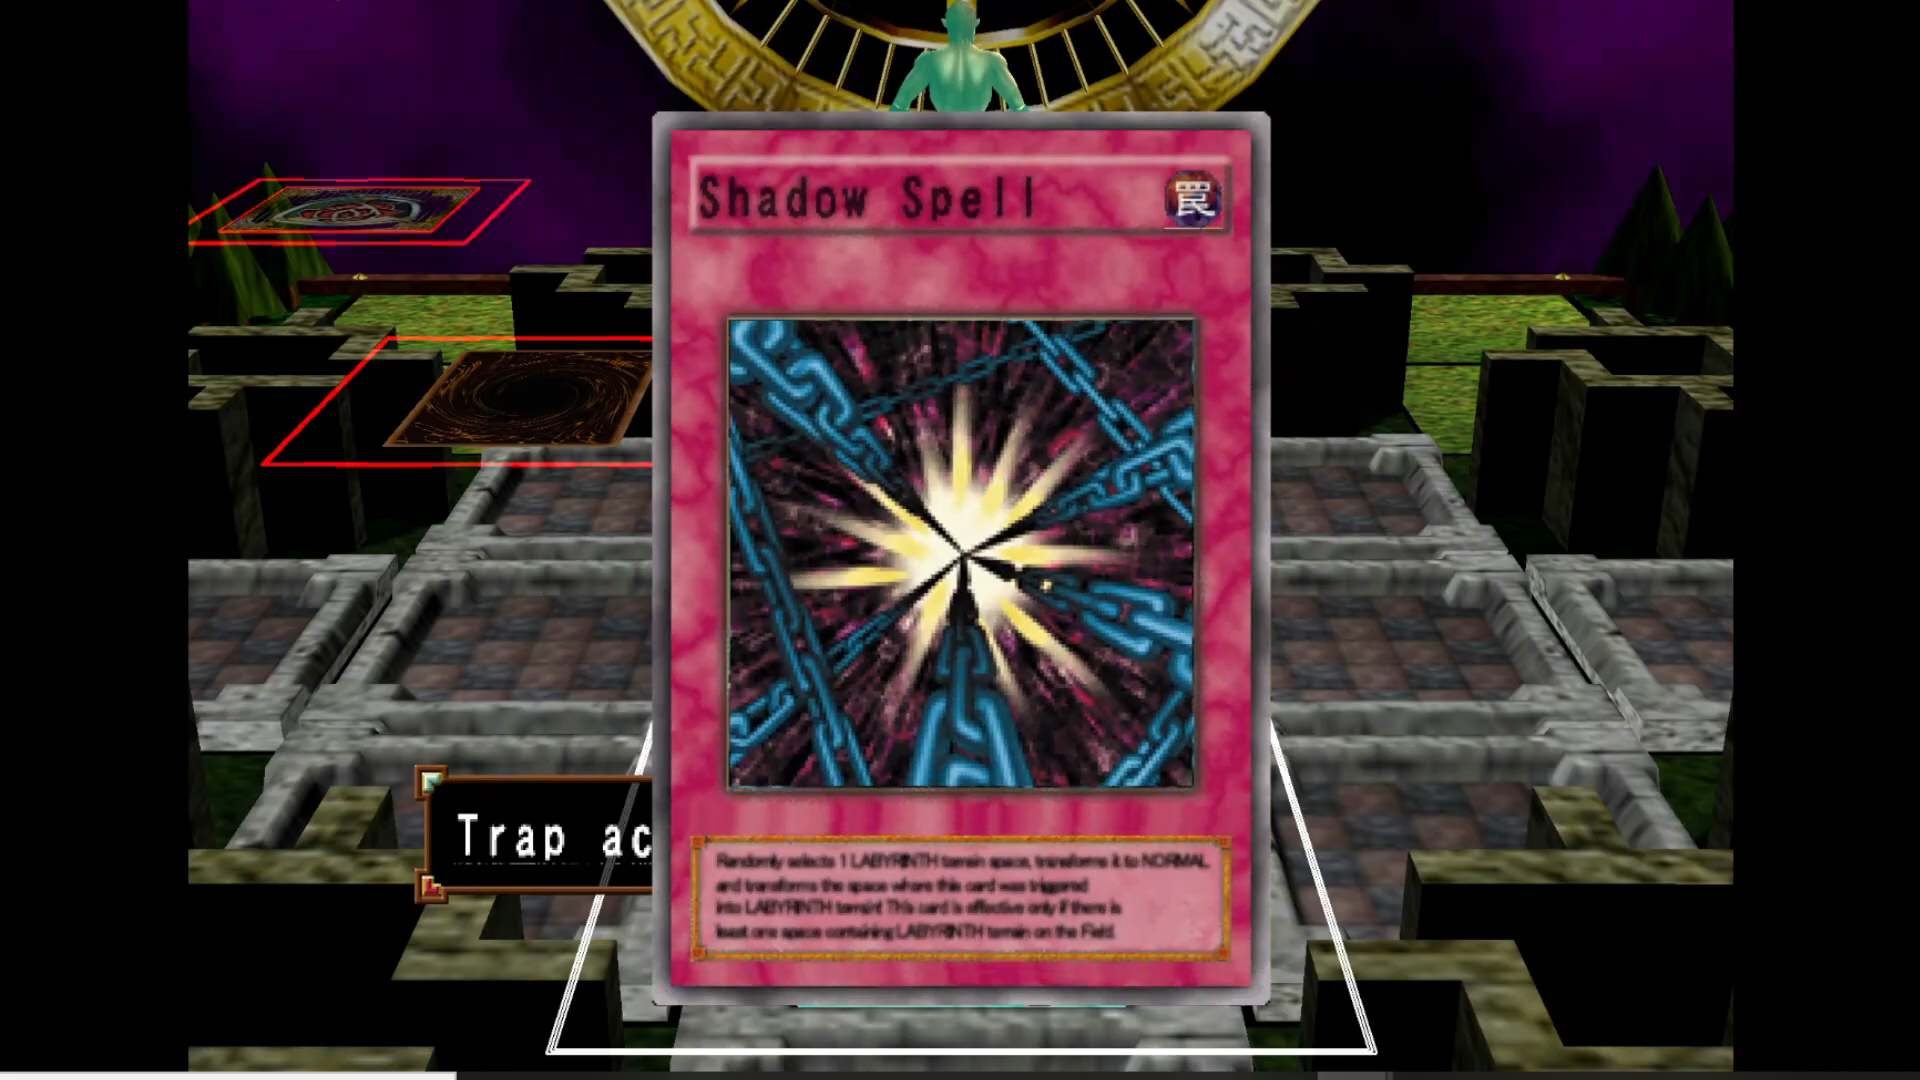 Shadow Spell
罠
Trap ac
Randomly selects 1 LABYRINTH terrain space, transforms it to NORMAL
and transforms the space where this card was triggered
into LABYRINTH terrain! This card is effective only if there is
least one space containing LABYRINTH terrain on the Field.